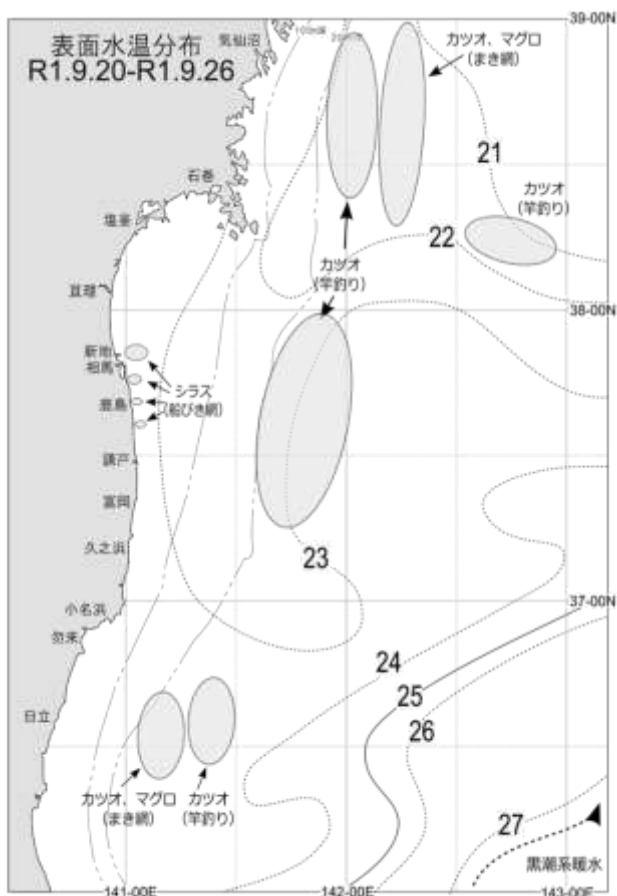 表面水温分布
R1.9.20-R1.9.26
気仙沼
39-00N
カツオ、マグロ
(まき網)
21
石巻
カツオ
(竿釣り)
塩釜
22
カツオ
(竿釣り)
亘理
38-00N
新地
相馬
シラス
(船びき網)
鹿島
請戸
富岡
久之浜
23
小名浜
37-00N
勿来
24
25
26
日立
カツオ、マグロ
(まき網)
カツオ
(竿釣り)
27
黒潮系暖水
141-00E
142-00E
143-00E